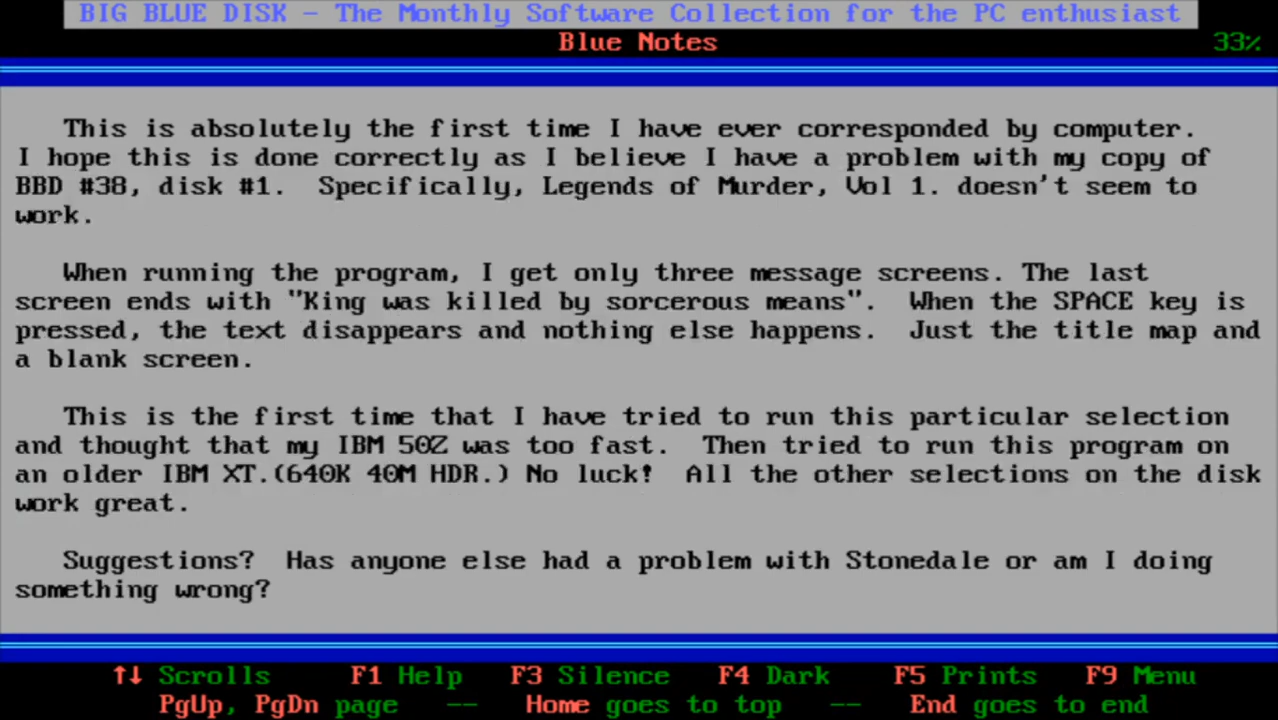 BIG BLUE DISK - The Monthly Software Collection for the PC enthusiast
Blue Notes 33%
This is absolutely the first time I have ever corresponded by computer.
I hope this is done correctly as I believe I have a problem with my copy of
BBD #38, disk #1.  Specifically, Legends of Murder, Vol 1. doesn't seem to
work.
When running the program, I get only three message screens. The last
screen ends with "King was killed by sorcerous means".  When the SPACE key is
pressed, the text disappears and nothing else happens.  Just the title map and
a blank screen.
This is the first time that I have tried to run this particular selection
and thought that my IBM 50Z was too fast.  Then tried to run this program on
an older IBM XT.(640K 40M HDR.) No luck!  All the other selections on the disk
work great.
Suggestions?  Has anyone else had a problem with Stonedale or am I doing
something wrong?
↑↓ Scrolls F1 Help F3 Silence F4 Dark F5 Prints F9 Menu
PgUp, PgDn page -- Home goes to top -- End goes to end